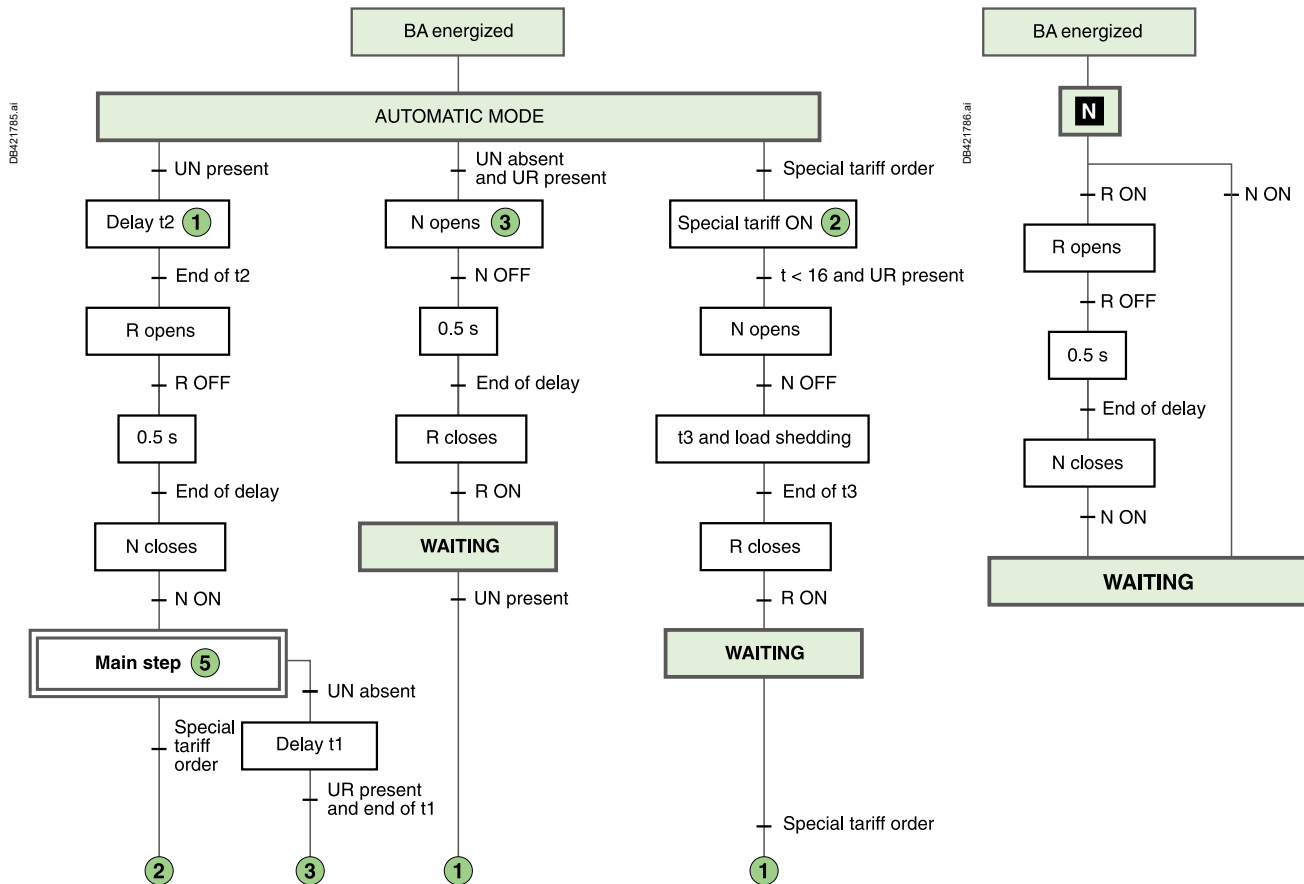 DB421785.ai
BA energized
AUTOMATIC MODE
UN present
Delay t2 1
End of t2
R opens
R OFF
0.5 s
End of delay
N closes
N ON
Main step 5
Special
tariff
order
2
UN absent
Delay t1
UR present
and end of t1
3
UN absent
and UR present
N opens 3
N OFF
0.5 s
End of delay
R closes
R ON
WAITING
UN present
1
Special tariff order
Special tariff ON 2
t < 16 and UR present
N opens
N OFF
t3 and load shedding
End of t3
R closes
R ON
WAITING
Special tariff order
1
DB421786.ai
BA energized
N
R ON
N ON
R opens
R OFF
0.5 s
End of delay
N closes
N ON
WAITING